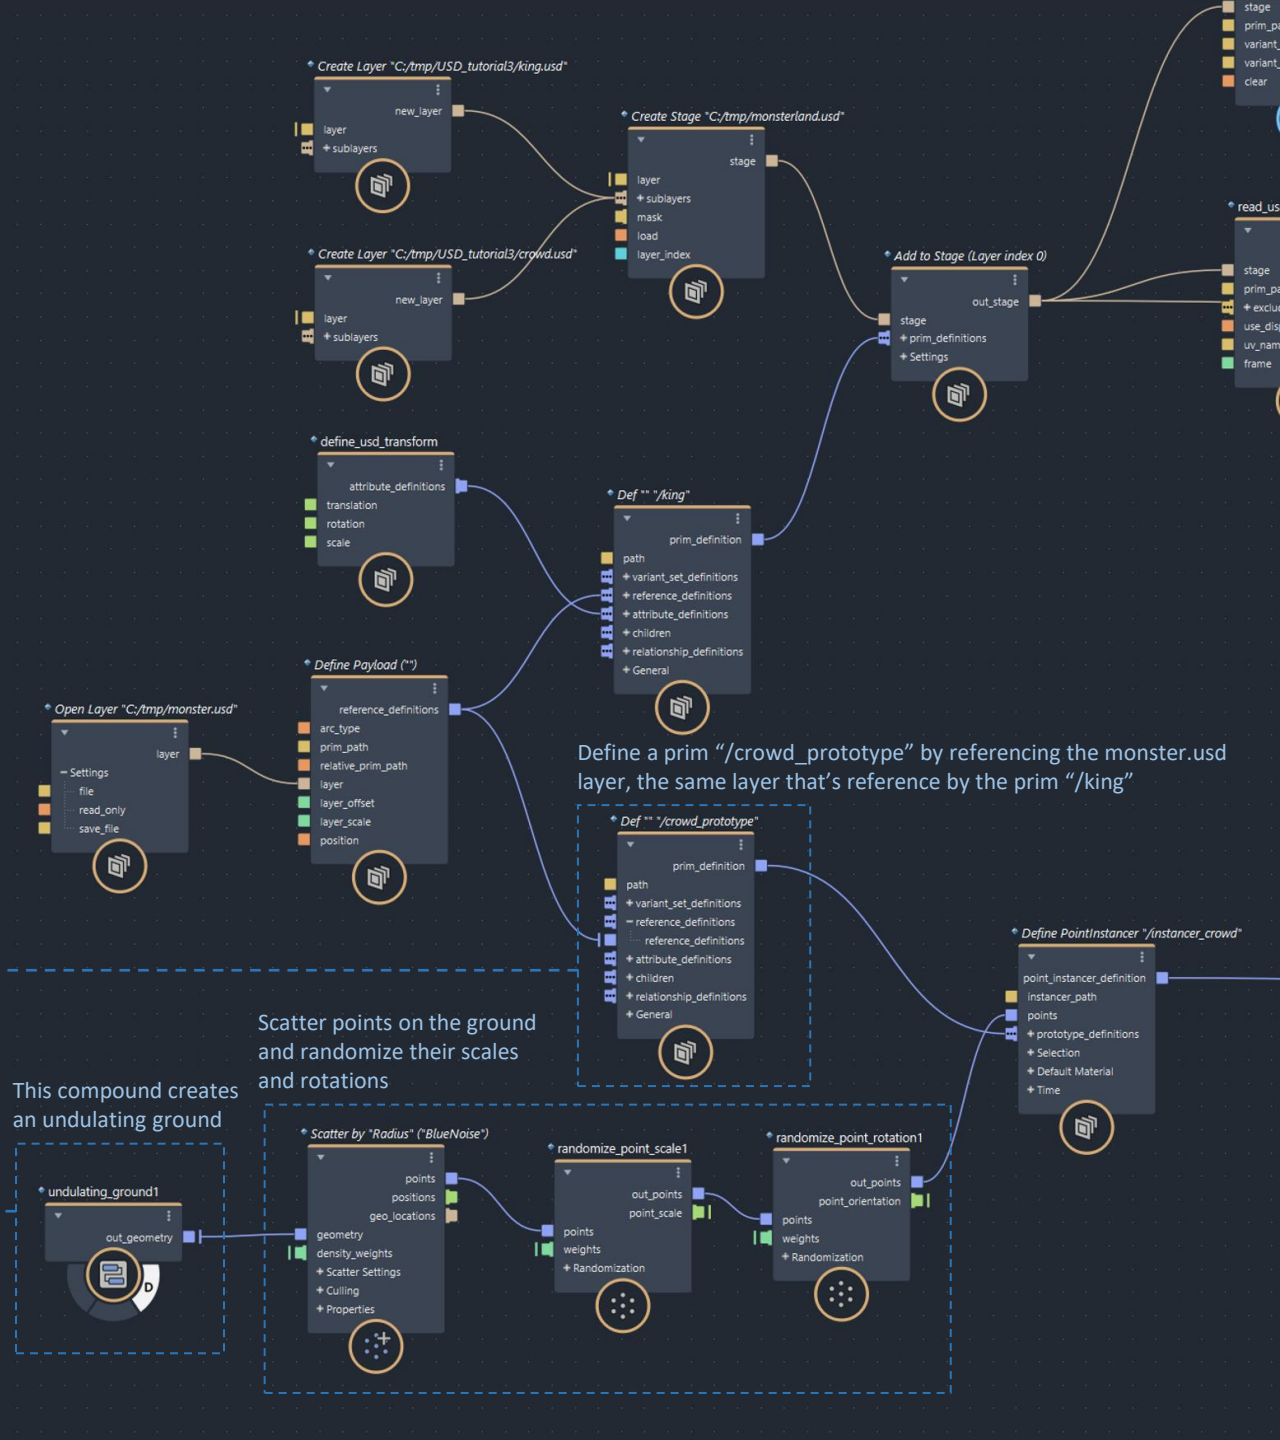 Create Layer "C:/tmp/USD_tutorial3/king.usd"
new_layer
layer
+ sublayers
Create Stage "C:/tmp/monsterland.usd"
stage
layer
+ sublayers
mask
load
layer_index
stage
clear
Create Layer "C:/tmp/USD_tutorial3/crowd.usd"
new_layer
layer
+ sublayers
Add to Stage (Layer index 0)
out_stage
stage
+ prim_definitions
+ Settings
stage
frame
define_usd_transform
attribute_definitions
translation
rotation
scale
Def "" "/king"
prim_definition
path
+ variant_set_definitions
+ reference_definitions
+ attribute_definitions
+ children
+ relationship_definitions
+ General
Open Layer "C:/tmp/monster.usd"
layer
− Settings
file
read_only
save_file
Define Payload ("")
reference_definitions
arc_type
prim_path
relative_prim_path
layer
layer_offset
layer_scale
position
Define a prim “/crowd_prototype” by referencing the monster.usd
layer, the same layer that’s reference by the prim “/king”
Def "" "/crowd_prototype"
prim_definition
path
+ variant_set_definitions
− reference_definitions
reference_definitions
+ attribute_definitions
+ children
+ relationship_definitions
+ General
Define PointInstancer "/instancer_crowd"
point_instancer_definition
instancer_path
points
+ prototype_definitions
+ Selection
+ Default Material
+ Time
Scatter points on the ground
and randomize their scales
and rotations
This compound creates
an undulating ground
undulating_ground1
out_geometry
D
Scatter by "Radius" ("BlueNoise")
points
positions
geo_locations
geometry
density_weights
+ Scatter Settings
+ Culling
+ Properties
randomize_point_scale1
out_points
point_scale
points
weights
+ Randomization
randomize_point_rotation1
out_points
point_orientation
points
weights
+ Randomization